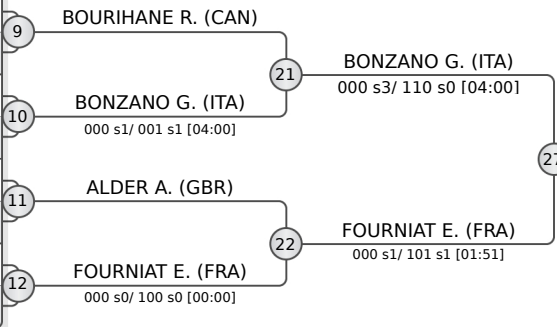 BOURIHANE R. (CAN)
9
BONZANO G. (ITA)
21
000 s3/ 110 s0 [04:00]
BONZANO G. (ITA)
10
000 s1/ 001 s1 [04:00]
27
ALDER A. (GBR)
11
FOURNIAT E. (FRA)
22
000 s1/ 101 s1 [01:51]
FOURNIAT E. (FRA)
12
000 s0/ 100 s0 [00:00]